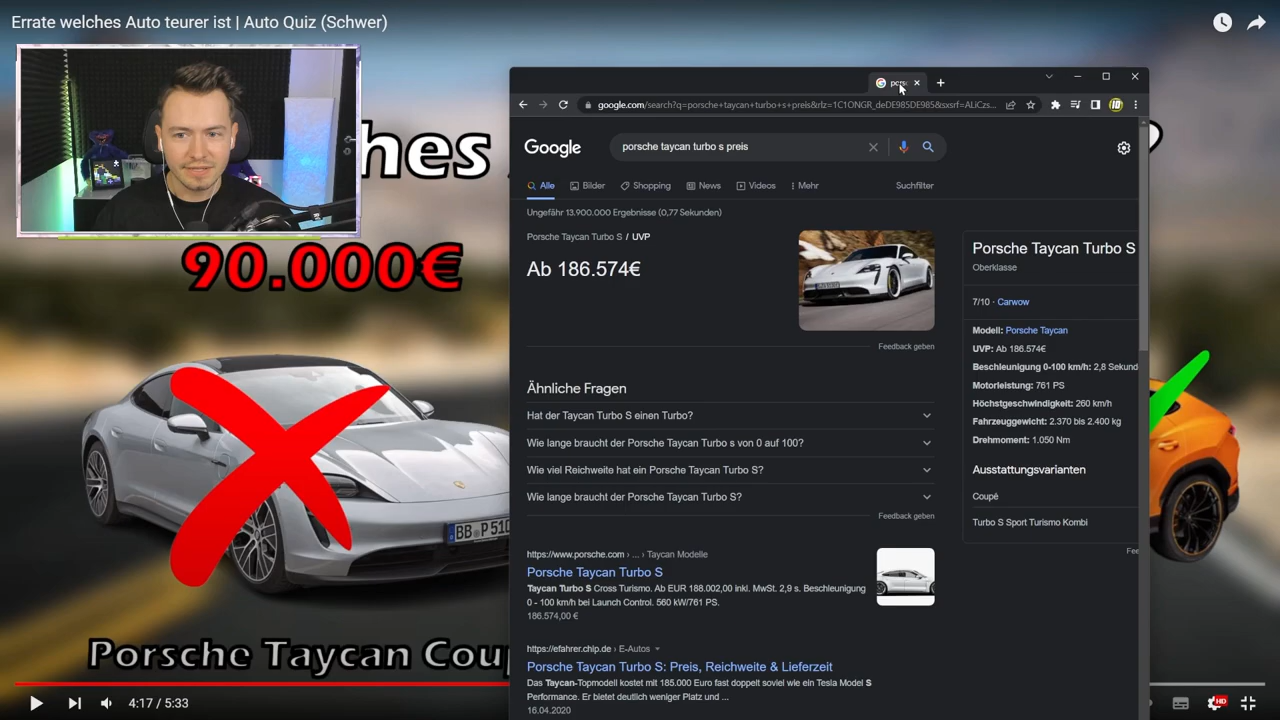 Errate welches Auto teurer ist | Auto Quiz (Schwer)
hes
?
90.000€
BB P 510
Porsche Taycan Coup
4:17 / 5:33
HD
google.com/search?q=porsche+taycan+turbo+s+preis&rlz=1C1ONGR_deDE985DE985&sxsrf=ALiCzs...
Google
porsche taycan turbo s preis
Alle
Bilder
Shopping
News
Videos
Mehr
Suchfilter
Ungefähr 13.900.000 Ergebnisse (0,77 Sekunden)
Porsche Taycan Turbo S / UVP
Ab 186.574€
Feedback geben
Ähnliche Fragen
Hat der Taycan Turbo S einen Turbo?
Wie lange braucht der Porsche Taycan Turbo s von 0 auf 100?
Wie viel Reichweite hat ein Porsche Taycan Turbo S?
Wie lange braucht der Porsche Taycan Turbo S?
Feedback geben
https://www.porsche.com › ... › Taycan Modelle
Porsche Taycan Turbo S
Taycan Turbo S Cross Turismo. Ab EUR 188.002,00 inkl. MwSt. 2,9 s. Beschleunigung
0 - 100 km/h bei Launch Control. 560 kW/761 PS.
186.574,00 €
https://efahrer.chip.de › E-Autos
Porsche Taycan Turbo S: Preis, Reichweite & Lieferzeit
Das Taycan-Topmodell kostet mit 185.000 Euro fast doppelt soviel wie ein Tesla Model S
Performance. Er bietet deutlich weniger Platz und ...
16.04.2020
Porsche Taycan Turbo S
Oberklasse
7/10 · Carwow
Modell: Porsche Taycan
UVP: Ab 186.574€
Beschleunigung 0-100 km/h: 2,8 Sekund
Motorleistung: 761 PS
Höchstgeschwindigkeit: 260 km/h
Fahrzeuggewicht: 2.370 bis 2.400 kg
Drehmoment: 1.050 Nm
Ausstattungsvarianten
Coupé
Turbo S Sport Turismo Kombi
Fee